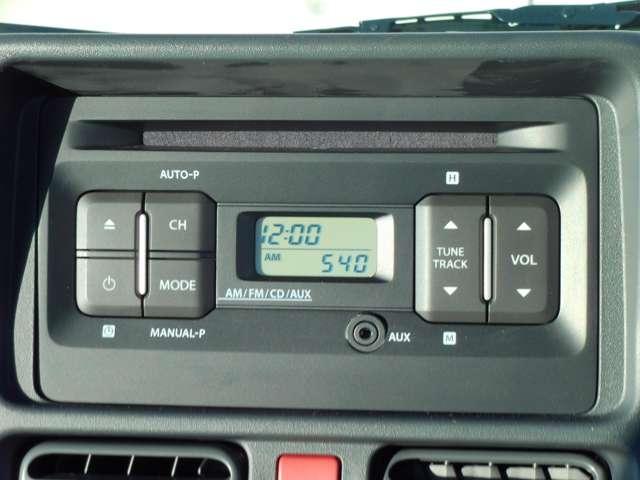 AUTO-P
H
CH
12:00
TUNE
TRACK
VOL
AM 540
MODE
AM/FM/CD/AUX
MANUAL-P
AUX
M